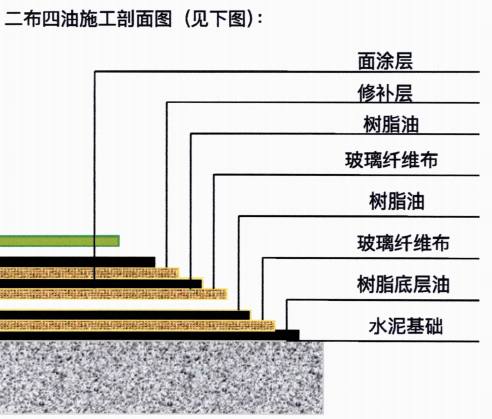 二布四油施工剖面图（见下图）：
面涂层
修补层
树脂油
玻璃纤维布
树脂油
玻璃纤维布
树脂底层油
水泥基础